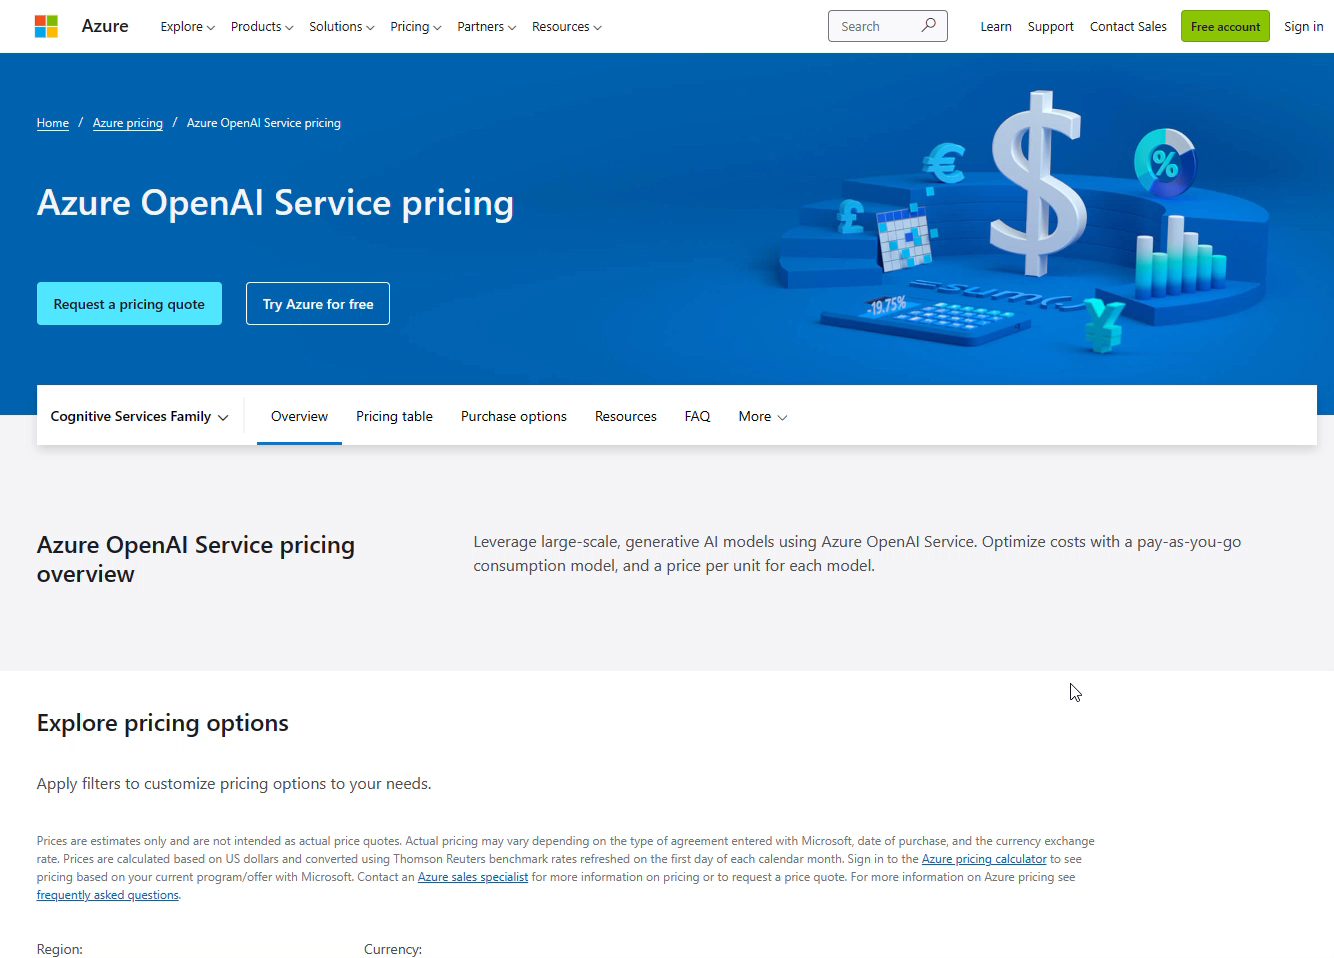 Azure
Explore
Products
Solutions
Pricing
Partners
Resources
Search
Learn
Support
Contact Sales
Free account
Sign in
Home / Azure pricing / Azure OpenAI Service pricing
Azure OpenAI Service pricing
Request a pricing quote
Try Azure for free
€
£
$
%
-19.75%
=sum(
¥
Cognitive Services Family
Overview
Pricing table
Purchase options
Resources
FAQ
More
Azure OpenAI Service pricing
overview
Leverage large-scale, generative AI models using Azure OpenAI Service. Optimize costs with a pay-as-you-go
consumption model, and a price per unit for each model.
Explore pricing options
Apply filters to customize pricing options to your needs.
Prices are estimates only and are not intended as actual price quotes. Actual pricing may vary depending on the type of agreement entered with Microsoft, date of purchase, and the currency exchange
rate. Prices are calculated based on US dollars and converted using Thomson Reuters benchmark rates refreshed on the first day of each calendar month. Sign in to the Azure pricing calculator to see
pricing based on your current program/offer with Microsoft. Contact an Azure sales specialist for more information on pricing or to request a price quote. For more information on Azure pricing see
frequently asked questions.
Region:
Currency: